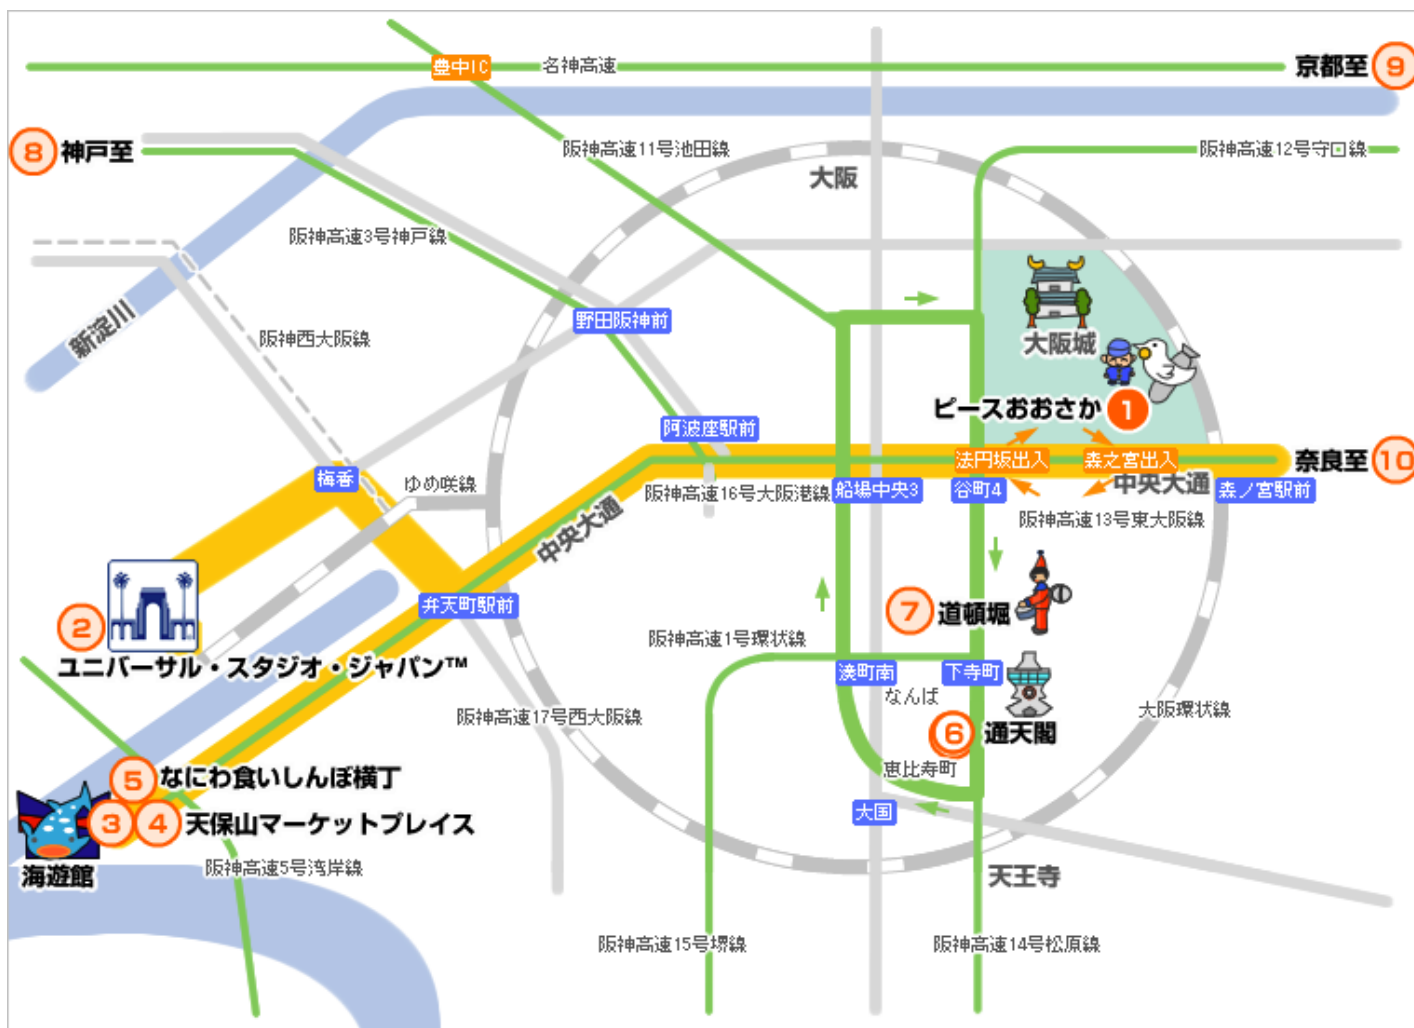 豊中IC
名神高速
京都至 9
8 神戸至
阪神高速11号池田線
阪神高速12号守口線
大阪
阪神高速3号神戸線
新淀川
阪神西大阪線
野田阪神前
大阪城
ピースおおさか 1
阿波座駅前
法円坂出入
森之宮出入
奈良至 10
中央大通
梅香
ゆめ咲線
阪神高速16号大阪港線
船場中央3
谷町4
森ノ宮駅前
阪神高速13号東大阪線
中央大通
弁天町駅前
2
ユニバーサル・スタジオ・ジャパン™
7 道頓堀
阪神高速1号環状線
湊町南
下寺町
なんば
阪神高速17号西大阪線
大阪環状線
6 通天閣
恵比寿町
5 なにわ食いしんぼ横丁
3 4 天保山マーケットプレイス
大国
海遊館
阪神高速5号湾岸線
天王寺
阪神高速15号堺線
阪神高速14号松原線